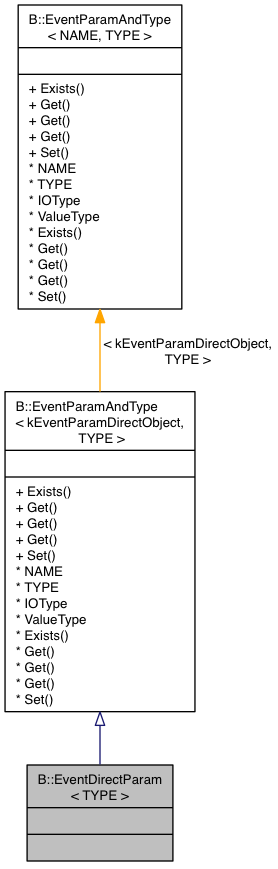 B::EventParamAndType
< NAME, TYPE >
+ Exists()
+ Get()
+ Get()
+ Get()
+ Set()
* NAME
* TYPE
* IOType
* ValueType
* Exists()
* Get()
* Get()
* Get()
* Set()
< kEventParamDirectObject,
TYPE >
B::EventParamAndType
< kEventParamDirectObject,
TYPE >
+ Exists()
+ Get()
+ Get()
+ Get()
+ Set()
* NAME
* TYPE
* IOType
* ValueType
* Exists()
* Get()
* Get()
* Get()
* Set()
B::EventDirectParam
< TYPE >